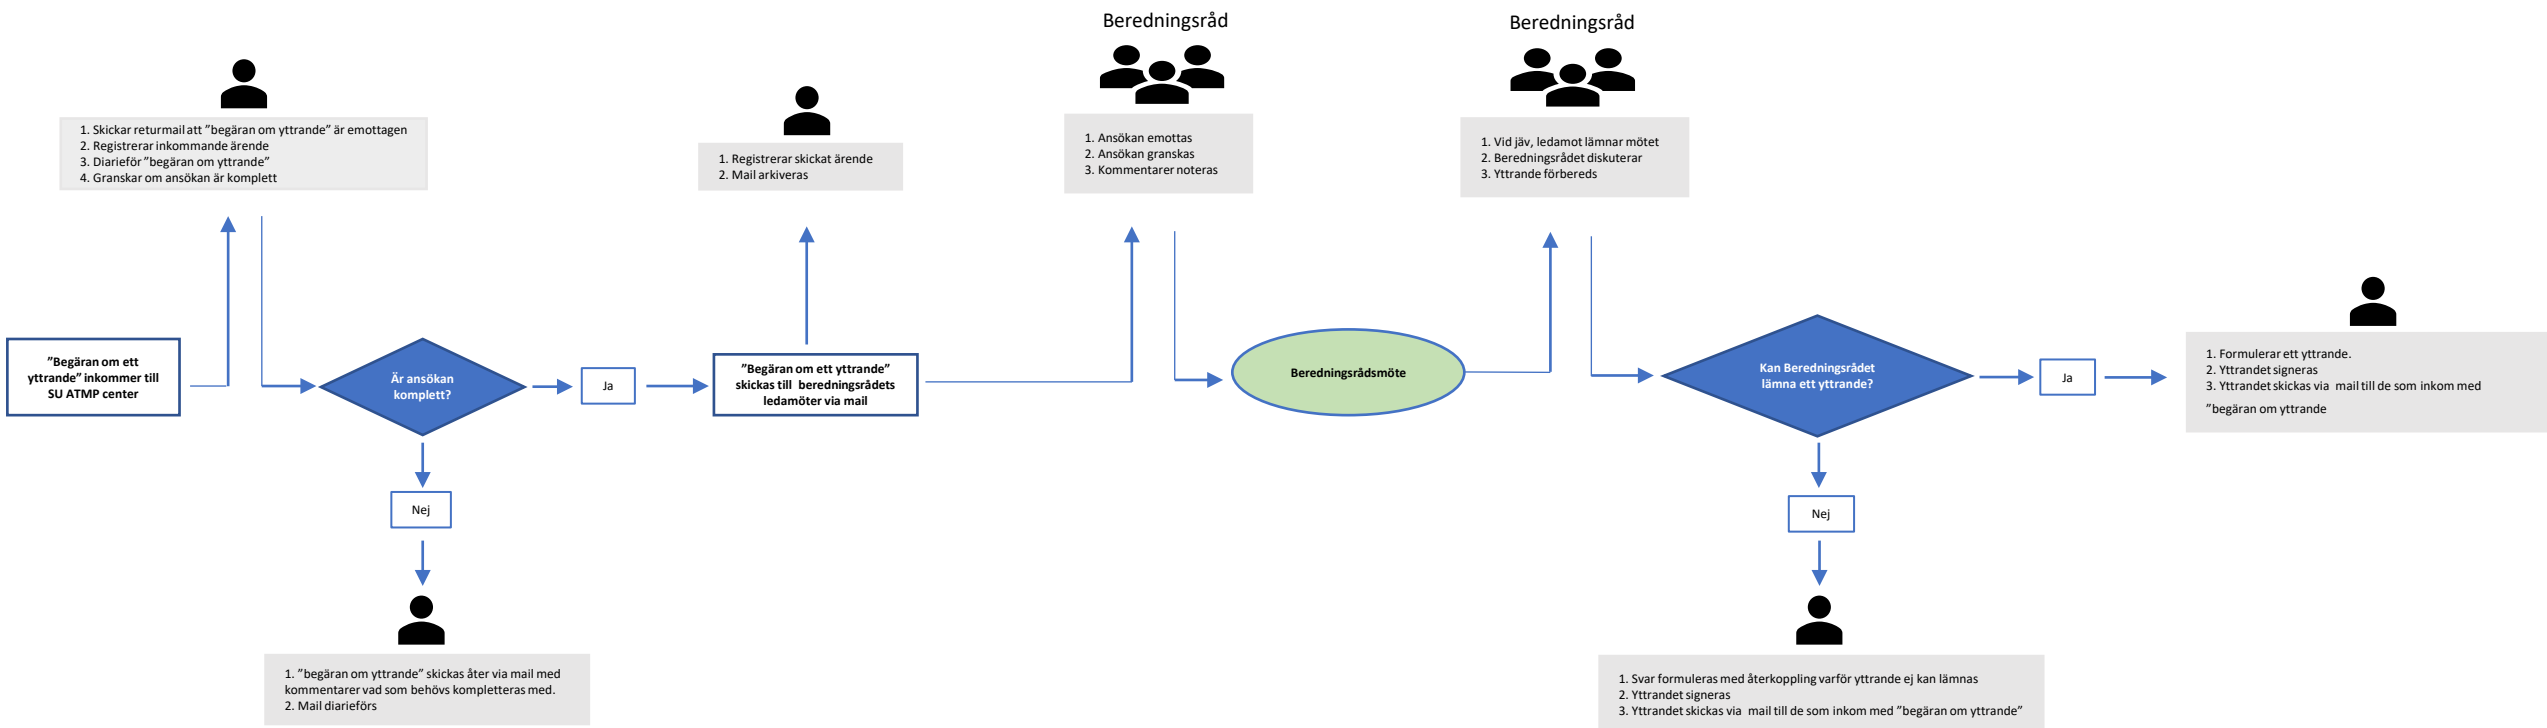 Beredningsråd
Beredningsråd
1. Skickar returmail att ”begäran om yttrande” är emottagen
2. Registrerar inkommande ärende
3. Diarieför ”begäran om yttrande”
4. Granskar om ansökan är komplett
1. Registrerar skickat ärende
2. Mail arkiveras
1. Ansökan emottas
2. Ansökan granskas
3. Kommentarer noteras
1. Vid jäv, ledamot lämnar mötet
2. Beredningsrådet diskuterar
3. Yttrande förbereds
”Begäran om ett
yttrande” inkommer till
SU ATMP center
Är ansökan
komplett?
Ja
”Begäran om ett yttrande”
skickas till beredningsrådets
ledamöter via mail
Beredningsrådsmöte
Kan Beredningsrådet
lämna ett yttrande?
Ja
1. Formulerar ett yttrande.
2. Yttrandet signeras
3. Yttrandet skickas via mail till de som inkom med
”begäran om yttrande
Nej
Nej
1. ”begäran om yttrande” skickas åter via mail med
kommentarer vad som behövs kompletteras med.
2. Mail diarieförs
1. Svar formuleras med återkoppling varför yttrande ej kan lämnas
2. Yttrandet signeras
3. Yttrandet skickas via mail till de som inkom med ”begäran om yttrande”